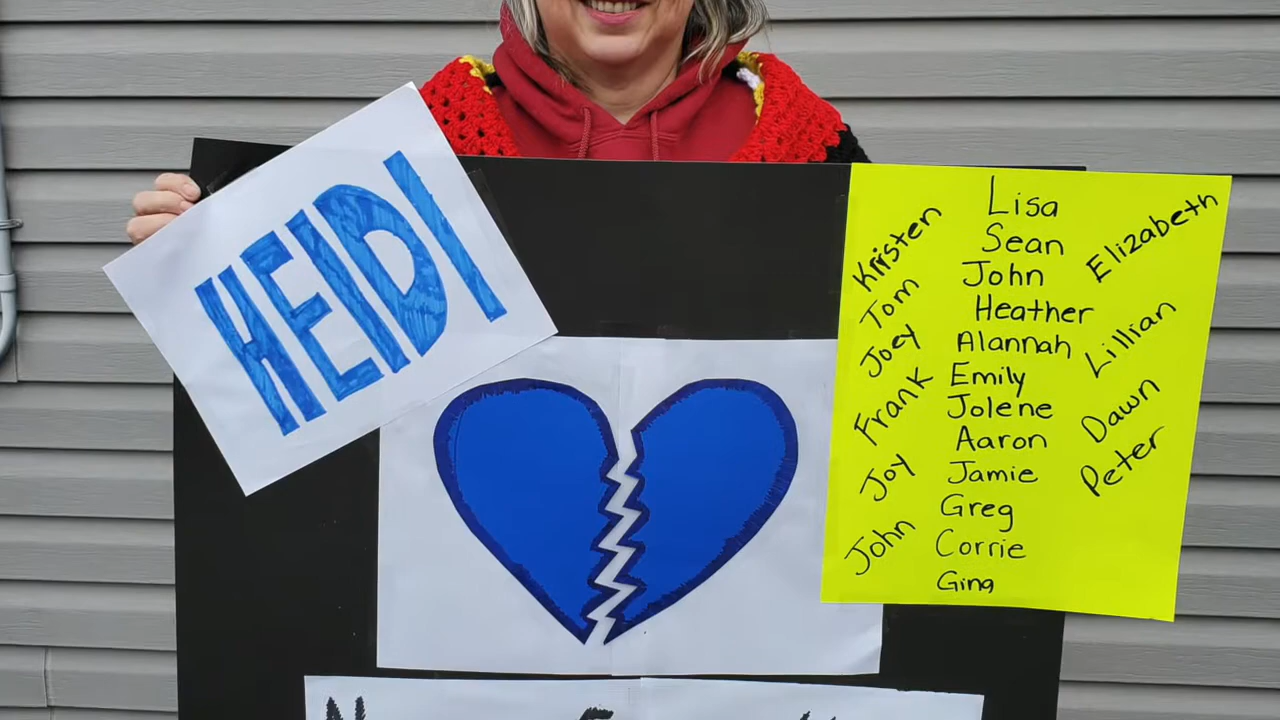 HEIDI
Kristen
Tom
Joey
Frank
Joy
John
Lisa
Sean
John
Heather
Alannah
Emily
Jolene
Aaron
Jamie
Greg
Corrie
Gina
Elizabeth
Lillian
Dawn
Peter